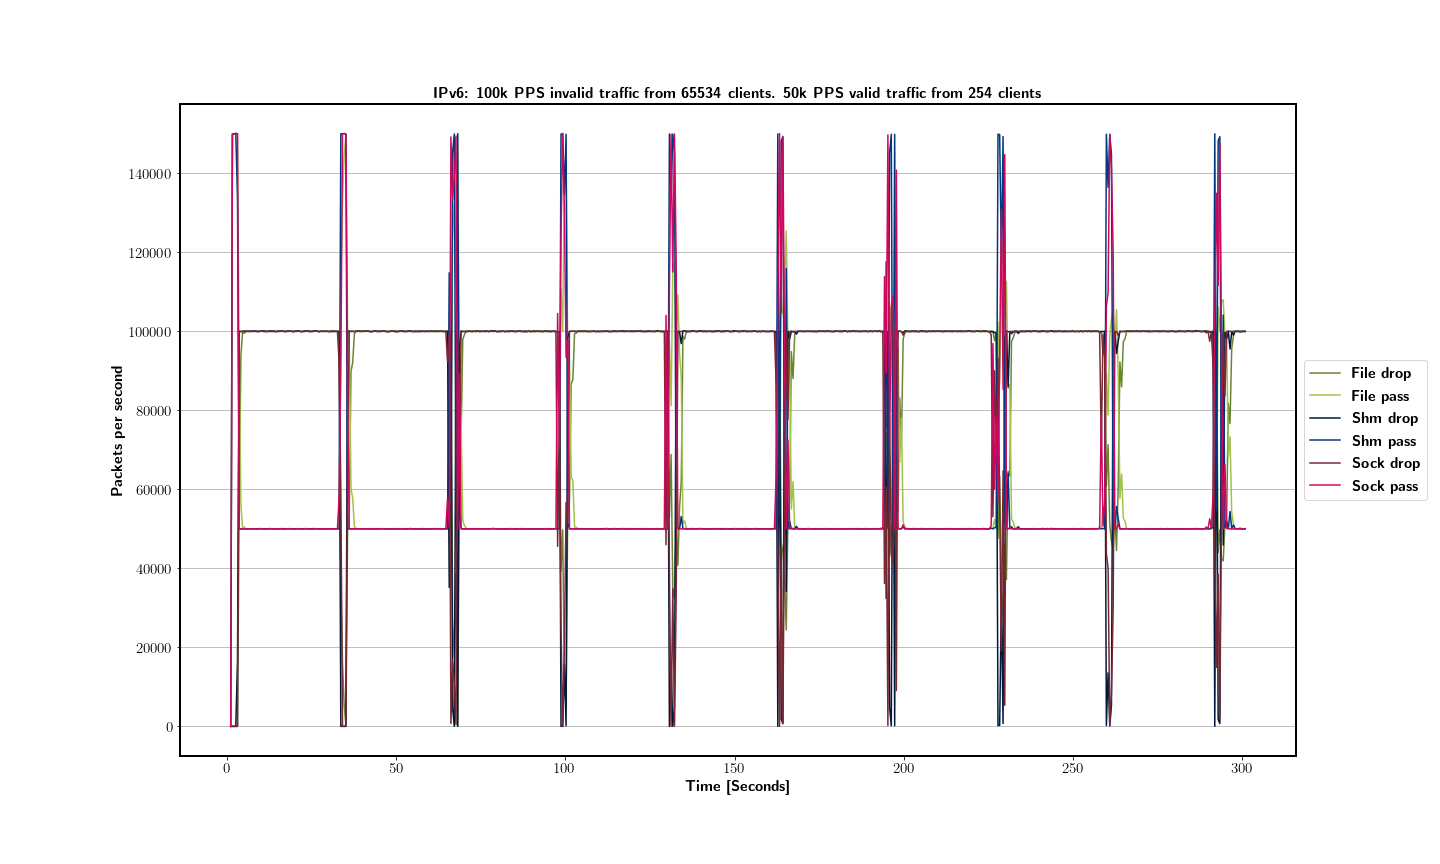 IPv6: 100k PPS invalid traffic from 65534 clients. 50k PPS valid traffic from 254 clients
140000
120000
100000
80000
60000
40000
20000
0
Packets per second
0 50 100 150 200 250 300
Time [Seconds]
File drop
File pass
Shm drop
Shm pass
Sock drop
Sock pass